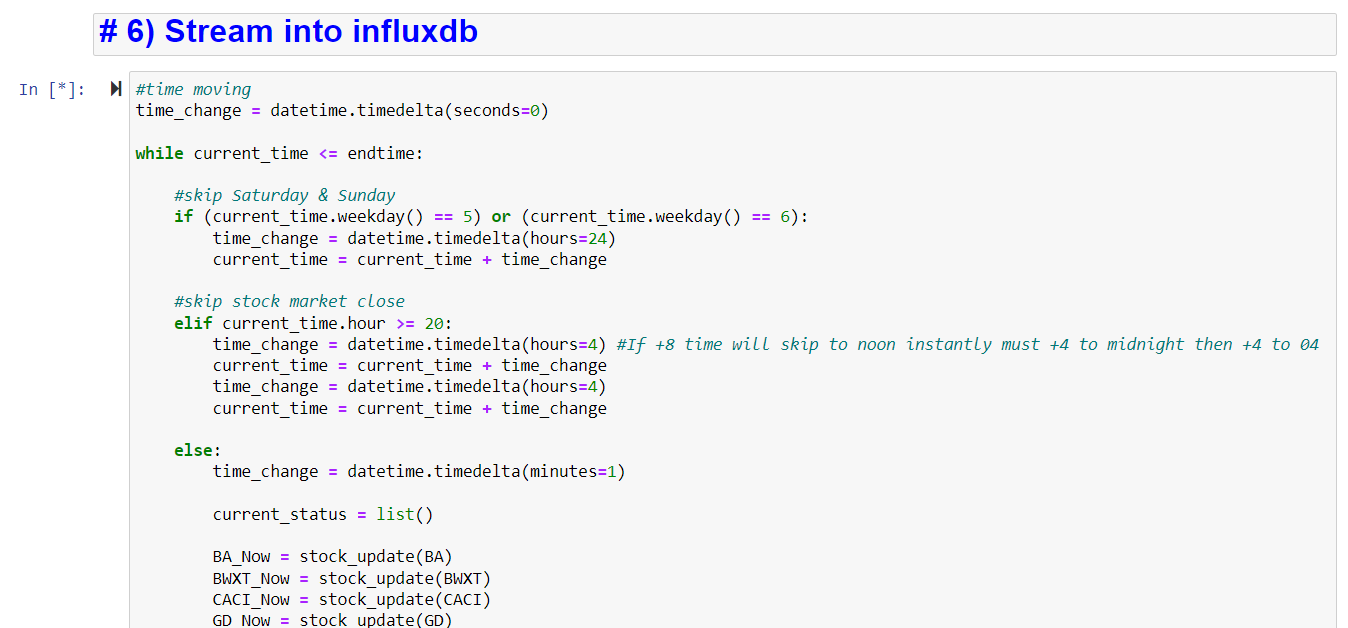 # 6) Stream into influxdb
In [*]:
#time moving
time_change = datetime.timedelta(seconds=0)
while current_time <= endtime:
#skip Saturday & Sunday
if (current_time.weekday() == 5) or (current_time.weekday() == 6):
time_change = datetime.timedelta(hours=24)
current_time = current_time + time_change
#skip stock market close
elif current_time.hour >= 20:
time_change = datetime.timedelta(hours=4) #If +8 time will skip to noon instantly must +4 to midnight then +4 to 04
current_time = current_time + time_change
time_change = datetime.timedelta(hours=4)
current_time = current_time + time_change
else:
time_change = datetime.timedelta(minutes=1)
current_status = list()
BA_Now = stock_update(BA)
BWXT_Now = stock_update(BWXT)
CACI_Now = stock_update(CACI)
GD_Now = stock_update(GD)